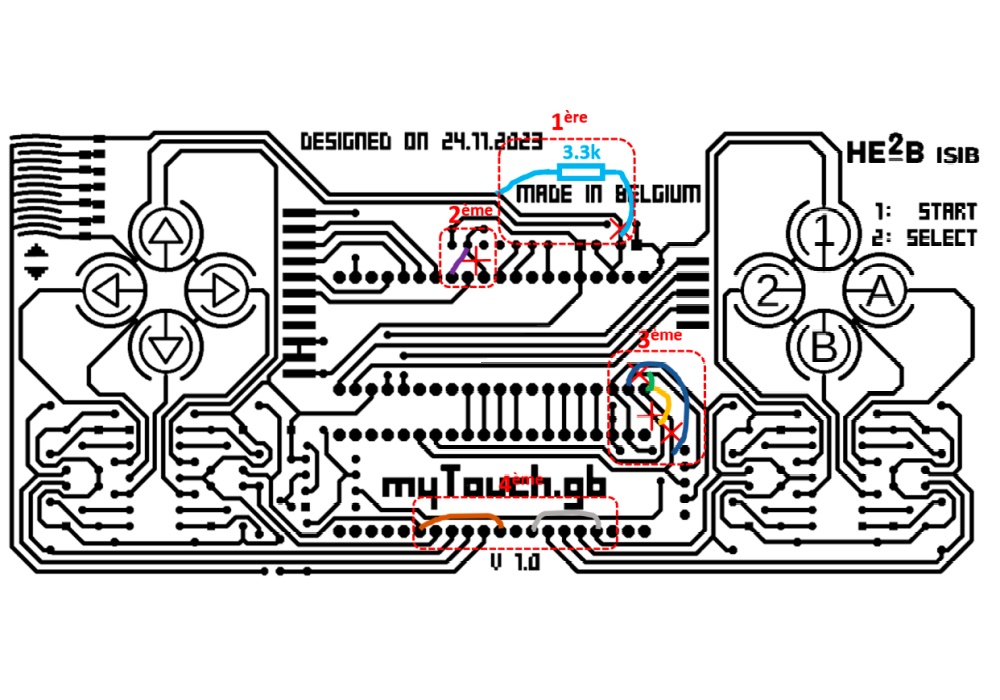 1ère
DESIGNED ON 24.11.2023
3.3k
HE2B ISIB
MADE IN BELGIUM
2ème
1: START
2: SELECT
1
2
A
B
3ème
myTouch.gb
4ème
V 1.0